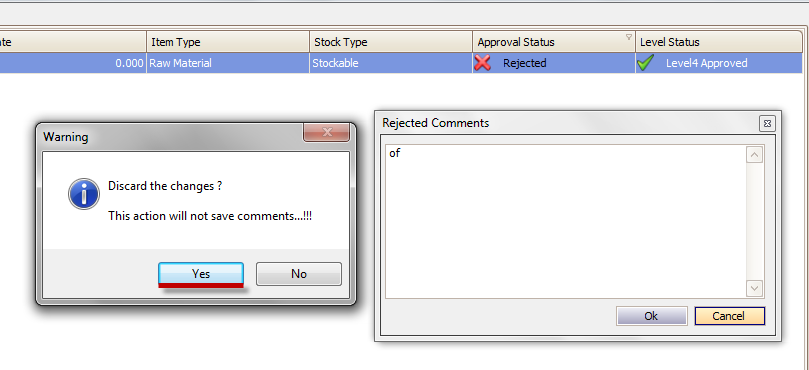 ate Item Type Stock Type Approval Status Level Status
0.000 Raw Material Stockable Rejected Level4 Approved
Warning
Discard the changes ?
This action will not save comments...!!!
Yes No
Rejected Comments
of
Ok Cancel